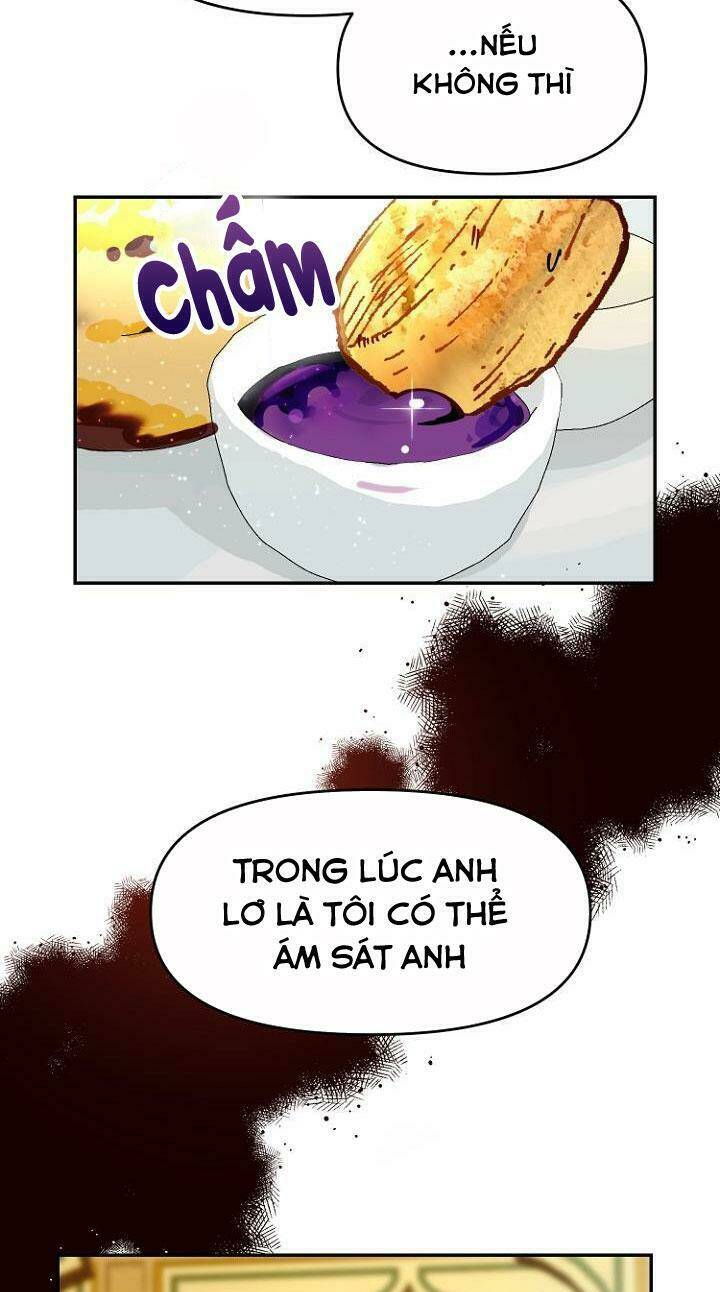 ...NẾU
KHÔNG THÌ
Chấm
TRONG LÚC ANH
LƠ LÀ TÔI CÓ THỂ
ÁM SÁT ANH